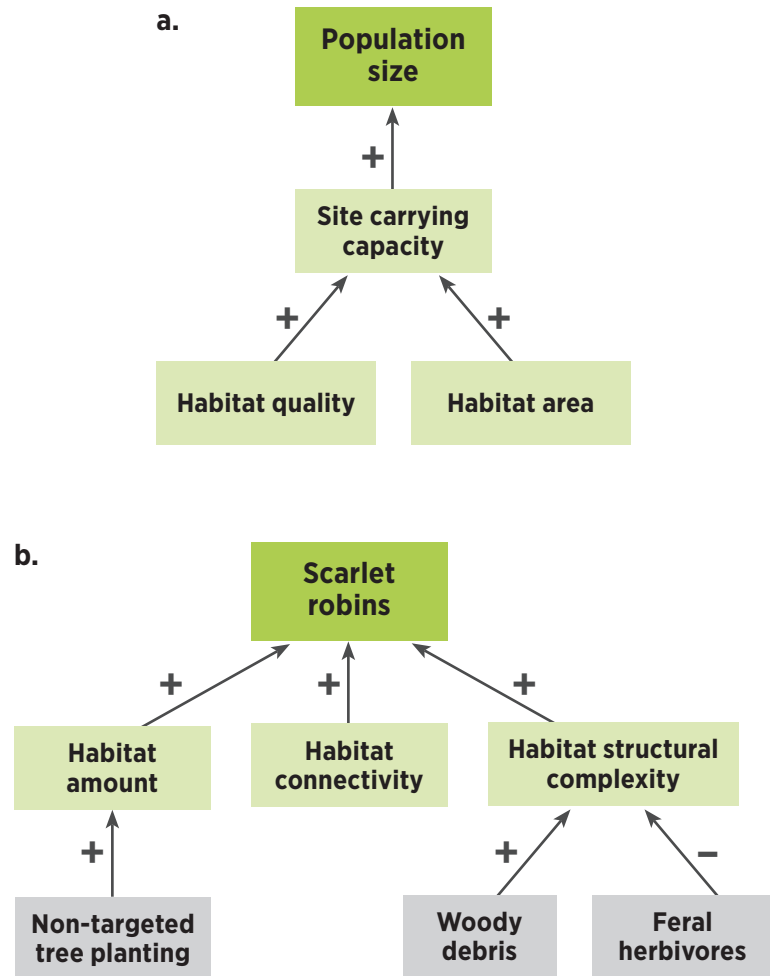 a.
Population
size
+
Site carrying
capacity
+ +
Habitat quality
Habitat area
b.
Scarlet
robins
+ + +
Habitat
amount
Habitat
connectivity
Habitat structural
complexity
+ + –
Non-targeted
tree planting
Woody
debris
Feral
herbivores